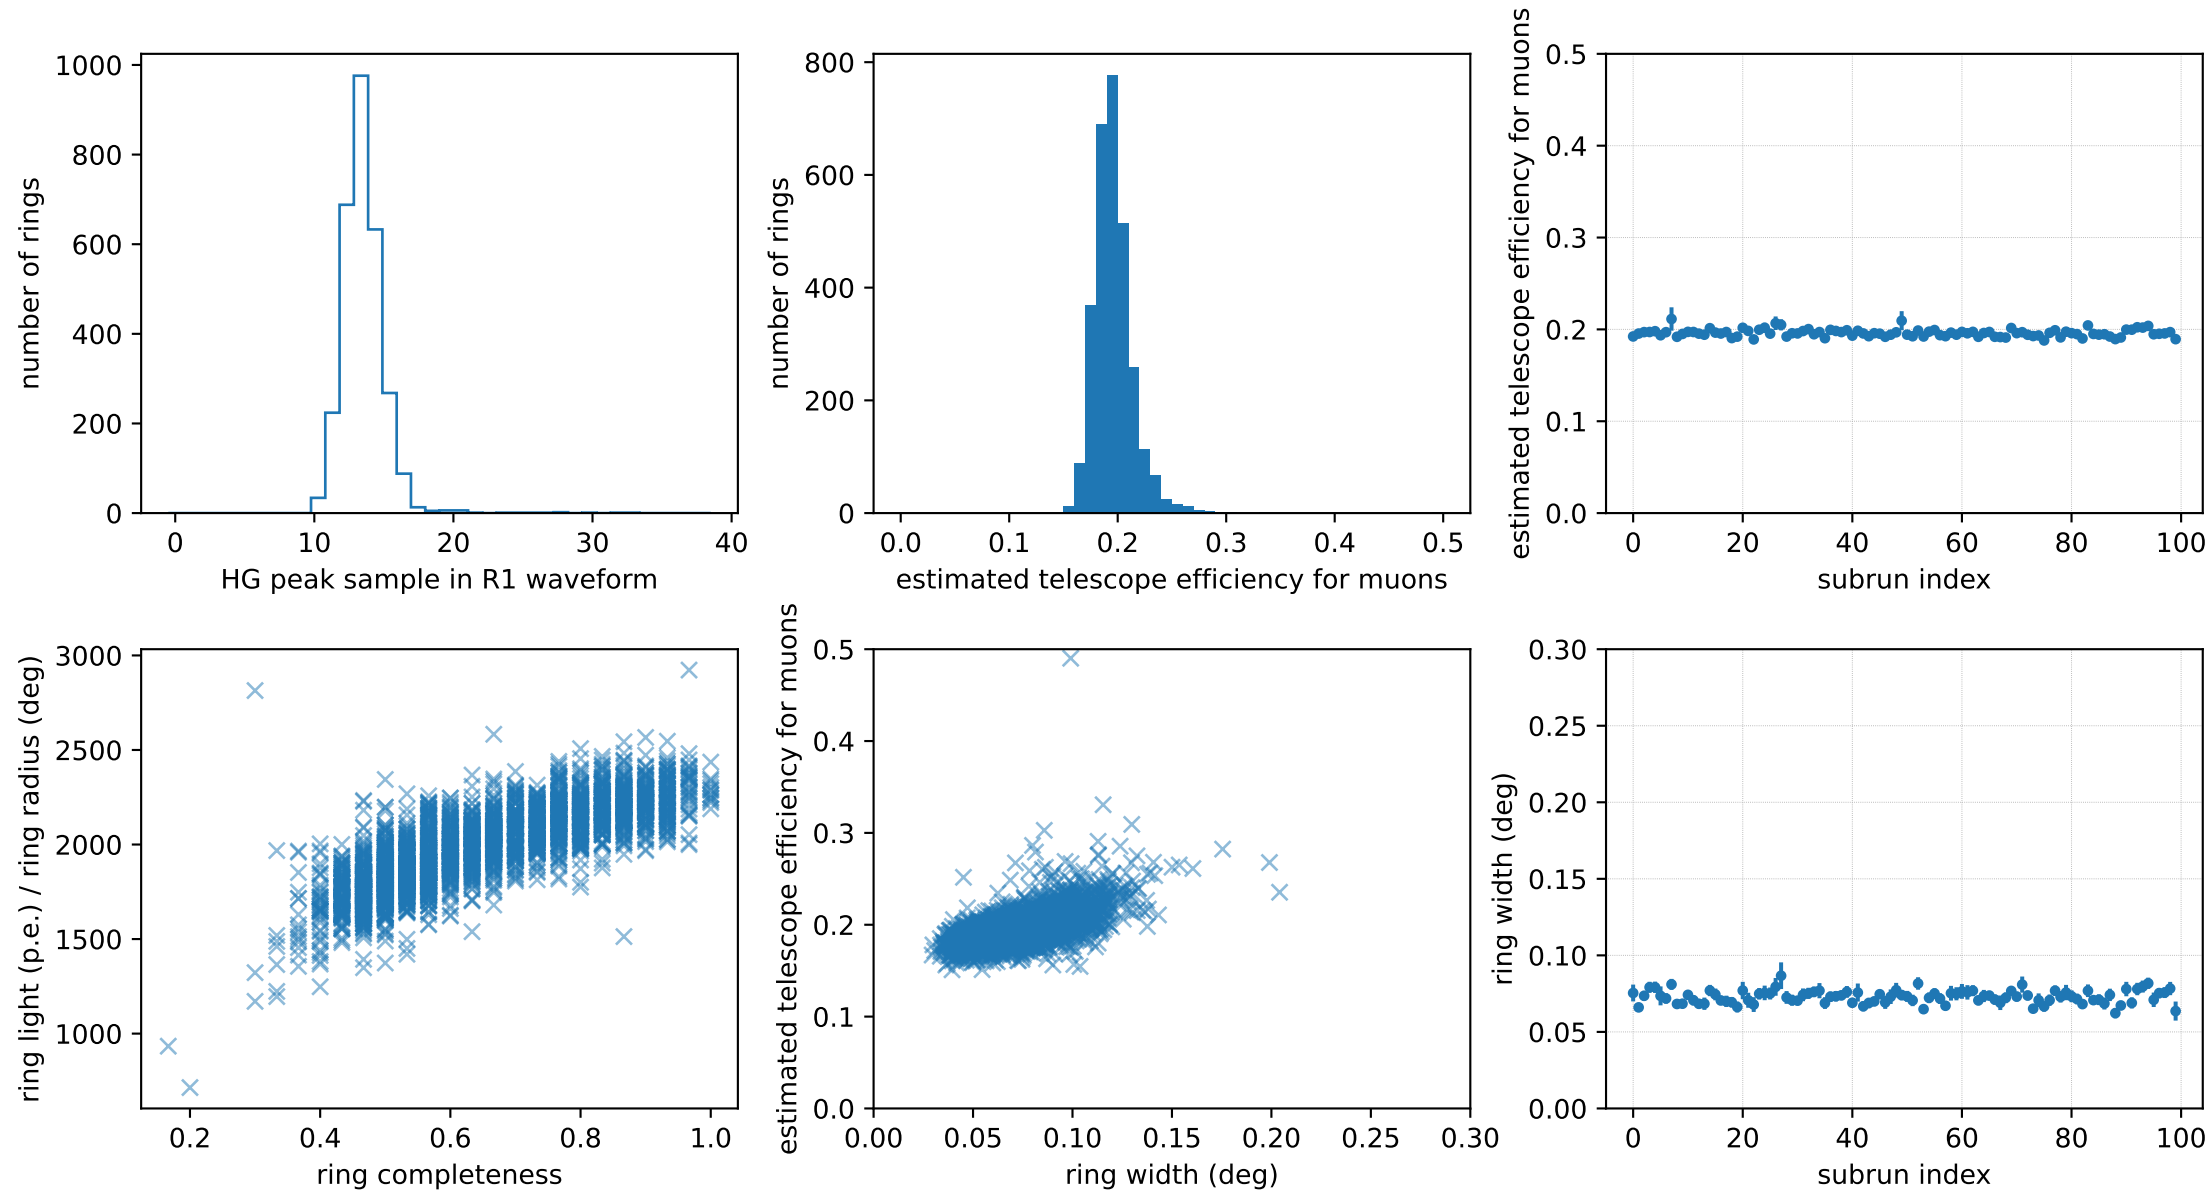 1000
800
600
400
200
0
number of rings
0 10 20 30 40
HG peak sample in R1 waveform
800
600
400
200
0
number of rings
0.0 0.1 0.2 0.3 0.4 0.5
estimated telescope efficiency for muons
0.5
0.4
0.3
0.2
0.1
0.0
estimated telescope efficiency for muons
0 20 40 60 80 100
subrun index
3000
2500
2000
1500
1000
ring light (p.e.) / ring radius (deg)
0.2 0.4 0.6 0.8 1.0
ring completeness
0.5
0.4
0.3
0.2
0.1
0.0
estimated telescope efficiency for muons
0.00 0.05 0.10 0.15 0.20 0.25 0.30
ring width (deg)
0.30
0.25
0.20
0.15
0.10
0.05
0.00
ring width (deg)
0 20 40 60 80 100
subrun index